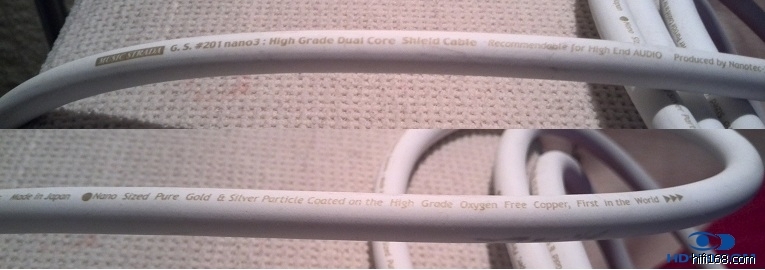 MUSIC STRADA G. S. #201nano3 : High Grade Dual Core Shield Cable Recommendable for High End AUDIO Produced by Nanotec-
Made in Japan Nano Sized Pure Gold & Silver Particle Coated on the High Grade Oxygen Free Copper, First in the World
hifi168.com